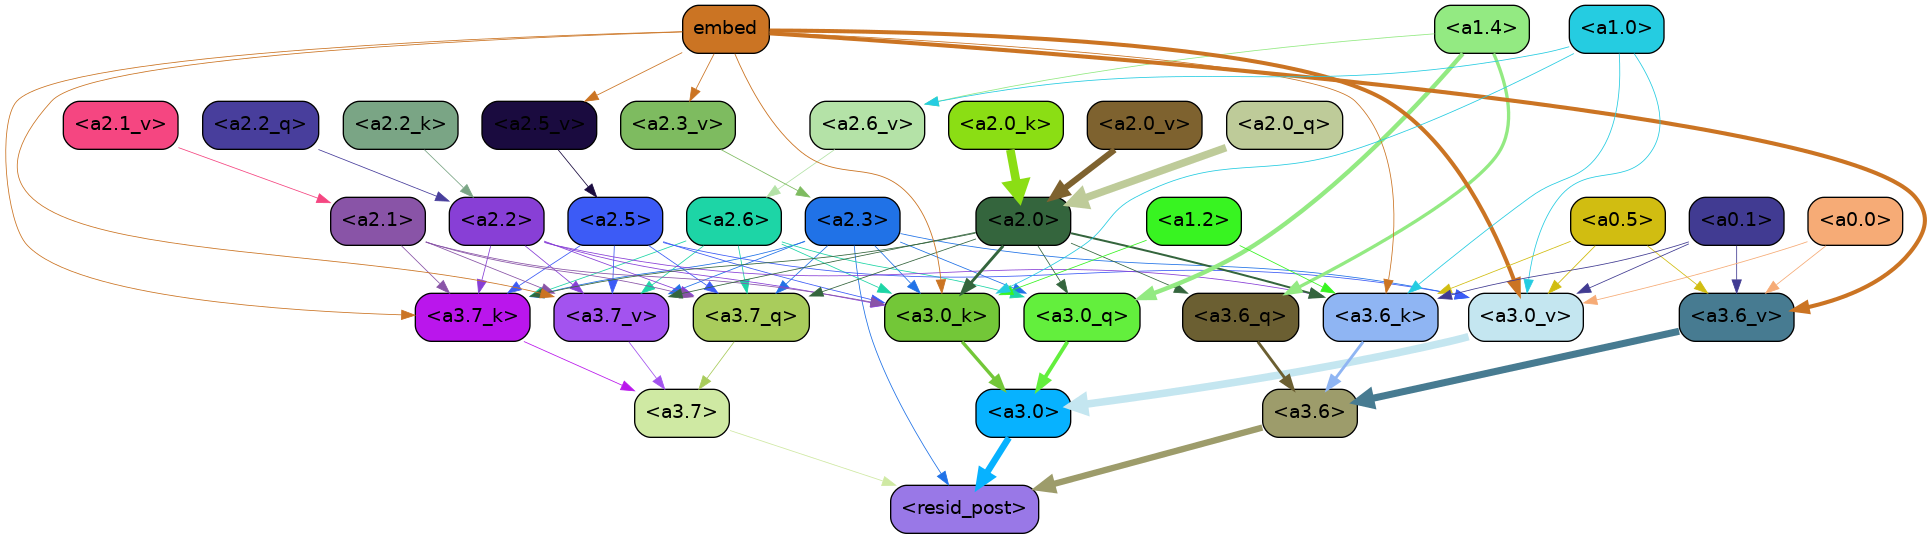 embed
<a1.4>
<a1.0>
<a2.1_v>
<a2.2_q>
<a2.2_k>
<a2.5_v>
<a2.3_v>
<a2.6_v>
<a2.0_k>
<a2.0_v>
<a2.0_q>
<a2.1>
<a2.2>
<a2.5>
<a2.6>
<a2.3>
<a2.0>
<a1.2>
<a0.5>
<a0.1>
<a0.0>
<a3.7_k>
<a3.7_v>
<a3.7_q>
<a3.0_k>
<a3.0_q>
<a3.6_q>
<a3.6_k>
<a3.0_v>
<a3.6_v>
<a3.7>
<a3.0>
<a3.6>
<resid_post>